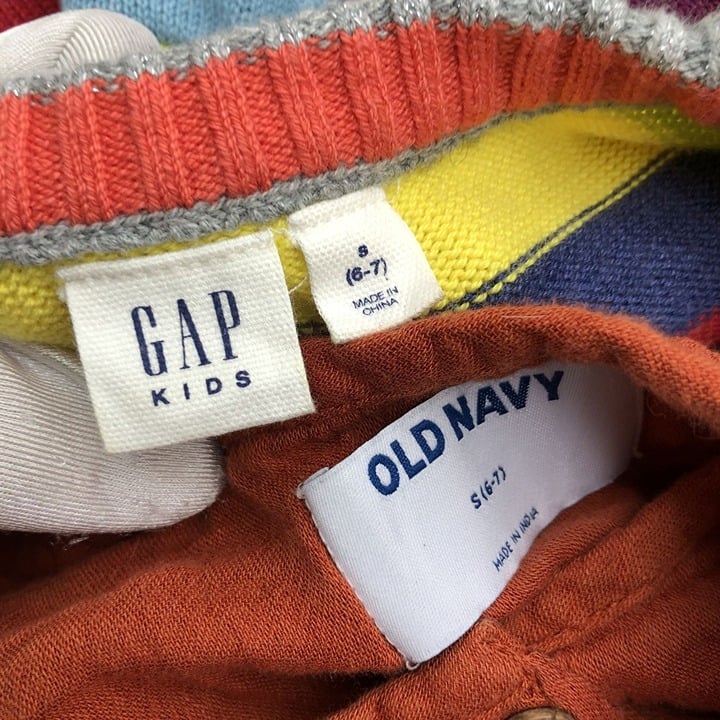 GAP
KIDS
S
(6-7)
MADE IN
CHINA
OLD NAVY
S (6-7)
MADE IN INDIA